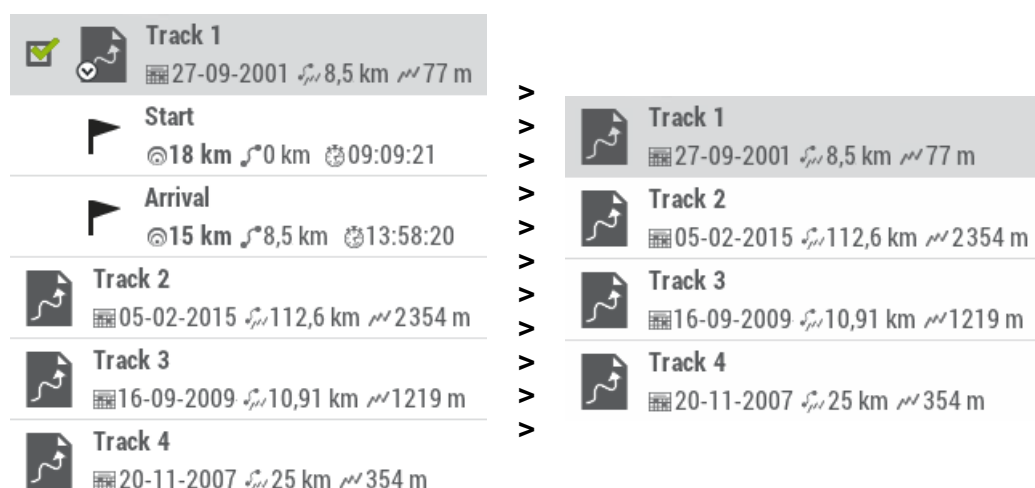 Track 1
27-09-2001 8,5 km 77 m
Start
18 km 0 km 09:09:21
Arrival
15 km 8,5 km 13:58:20
Track 2
05-02-2015 112,6 km 2354 m
Track 3
16-09-2009 10,91 km 1219 m
Track 4
20-11-2007 25 km 354 m
>
>
>
>
>
>
>
>
>
>
>
Track 1
27-09-2001 8,5 km 77 m
Track 2
05-02-2015 112,6 km 2354 m
Track 3
16-09-2009 10,91 km 1219 m
Track 4
20-11-2007 25 km 354 m